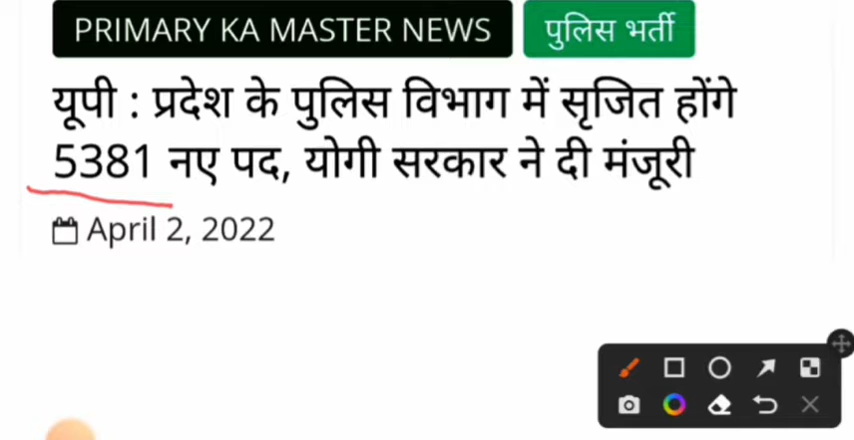 PRIMARY KA MASTER NEWS पुलिस भर्ती
यूपी : प्रदेश के पुलिस विभाग में सृजित होंगे
5381 नए पद, योगी सरकार ने दी मंजूरी
April 2, 2022